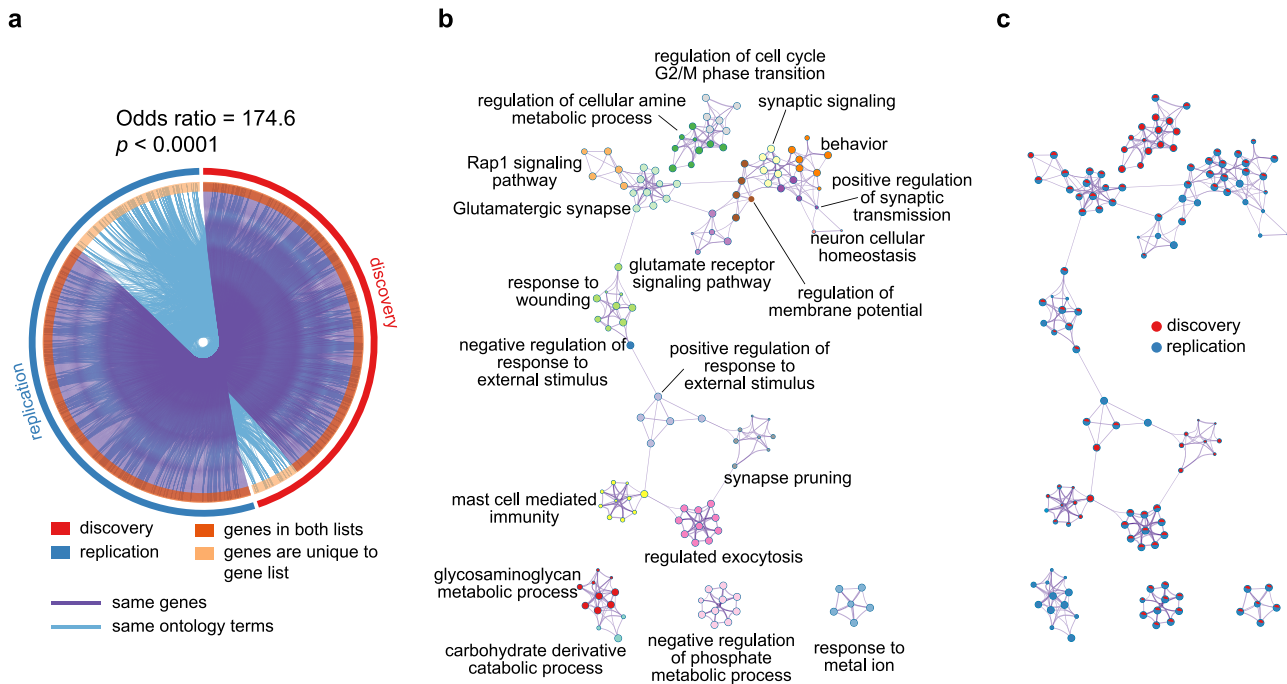 a
Odds ratio = 174.6
p < 0.0001
discovery
replication
discovery
replication
genes in both lists
genes are unique to
gene list
same genes
same ontology terms
b
regulation of cell cycle
G2/M phase transition
regulation of cellular amine
metabolic process
synaptic signaling
Rap1 signaling
pathway
behavior
Glutamatergic synapse
positive regulation
of synaptic
transmission
neuron cellular
homeostasis
glutamate receptor
signaling pathway
regulation of
membrane potential
response to
wounding
negative regulation of
response to
external stimulus
positive regulation of
response to
external stimulus
synapse pruning
mast cell mediated
immunity
regulated exocytosis
glycosaminoglycan
metabolic process
carbohydrate derivative
catabolic process
negative regulation
of phosphate
metabolic process
response to
metal ion
c
discovery
replication